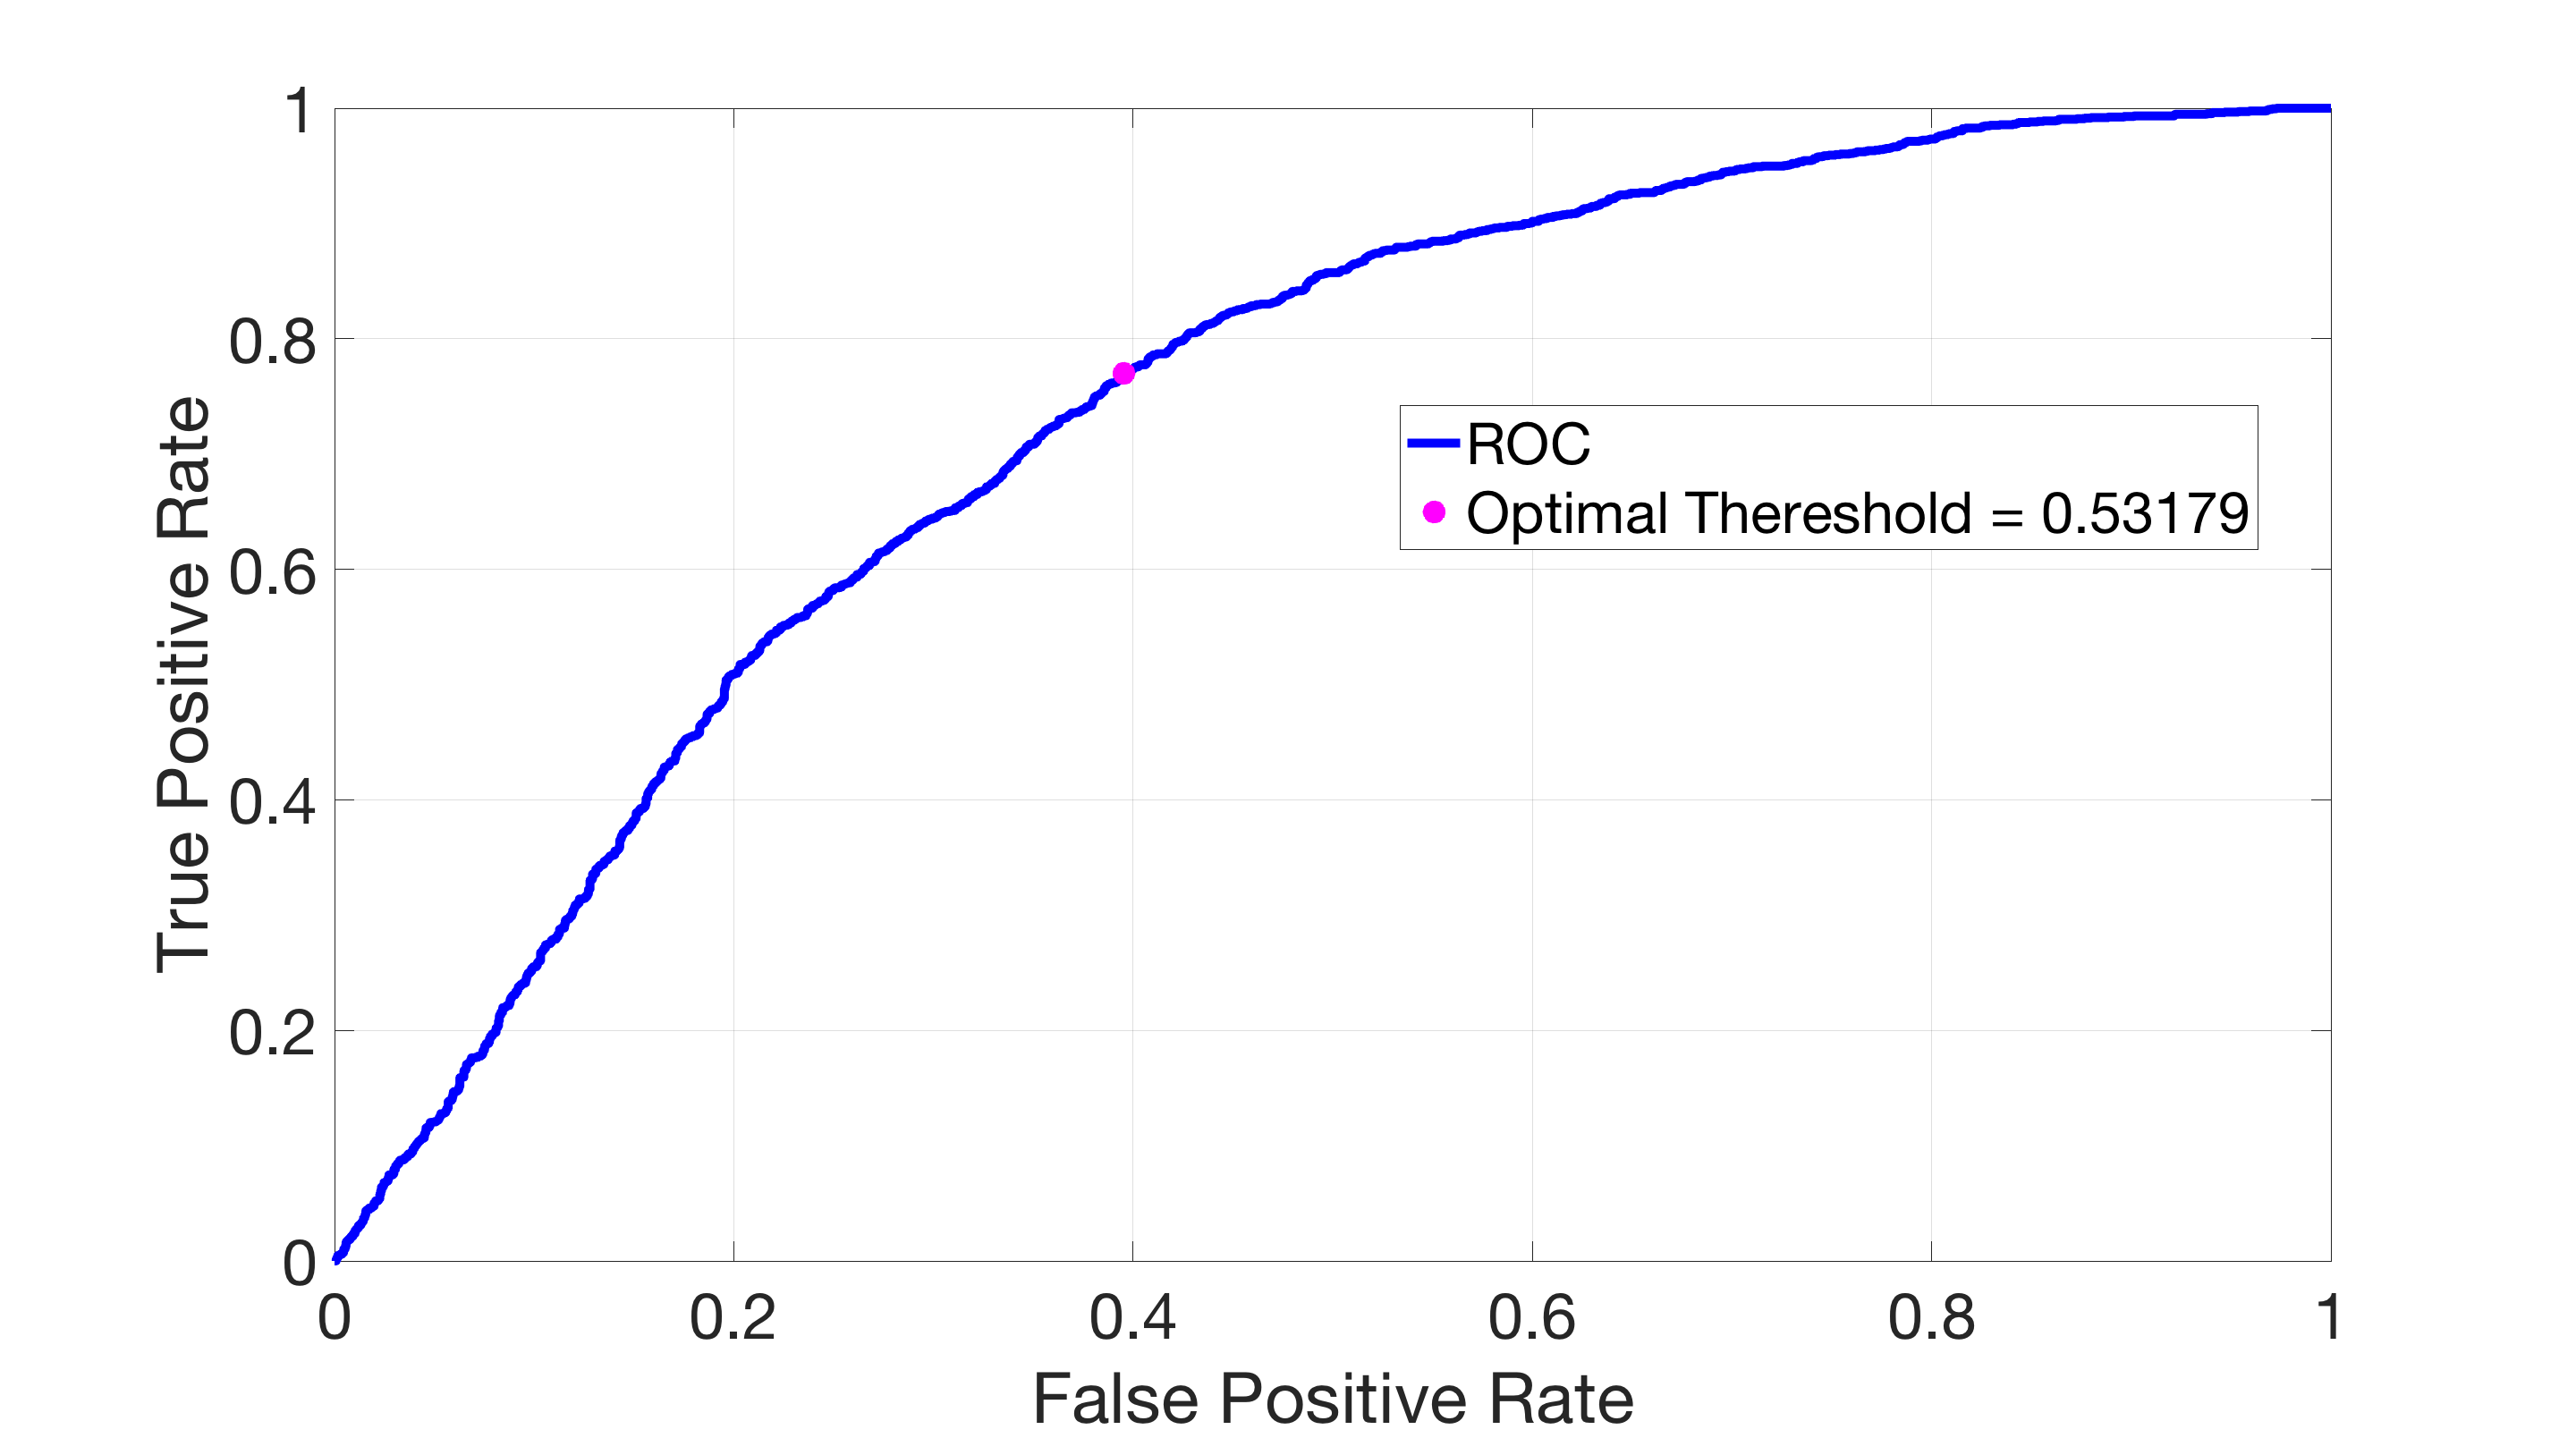 True Positive Rate
1
0.8
0.6
0.4
0.2
0
ROC
Optimal Thereshold = 0.53179
0 0.2 0.4 0.6 0.8 1
False Positive Rate